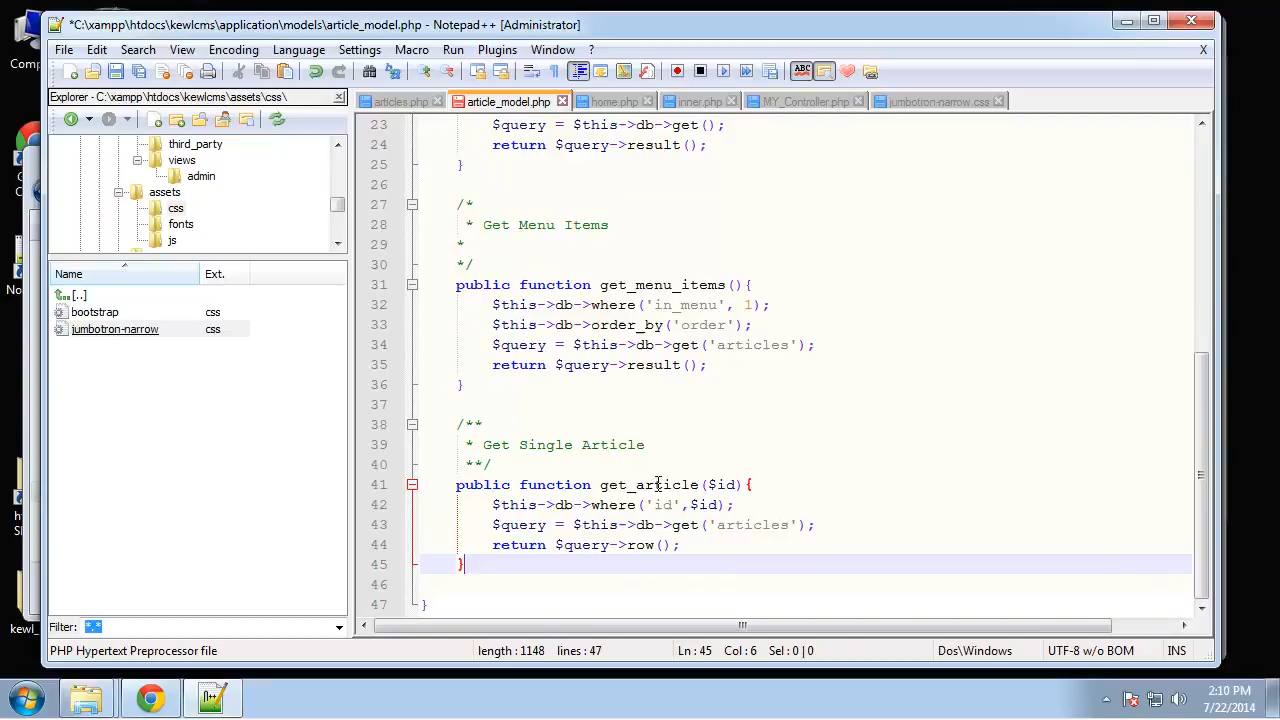 *C:\xampp\htdocs\kewlcms\application\models\article_model.php - Notepad++ [Administrator]
File Edit Search View Encoding Language Settings Macro Run Plugins Window ? X
Explorer - C:\xampp\htdocs\kewlcms\assets\css\
articles.php article_model.php home.php inner.php MY_Controller.php jumbotron-narrow.css
third_party
views
admin
assets
css
fonts
js
Name Ext.
[..]
bootstrap css
jumbotron-narrow css
Filter: *.*
23 $query = $this->db->get();
24 return $query->result();
25 }
26
27 /*
28 * Get Menu Items
29 *
30 */
31 public function get_menu_items(){
32 $this->db->where('in_menu', 1);
33 $this->db->order_by('order');
34 $query = $this->db->get('articles');
35 return $query->result();
36 }
37
38 /**
39 * Get Single Article
40 **/
41 public function get_article($id){
42 $this->db->where('id',$id);
43 $query = $this->db->get('articles');
44 return $query->row();
45 }
46
47 }
PHP Hypertext Preprocessor file length : 1148 lines : 47 Ln : 45 Col : 6 Sel : 0 | 0 Dos\Windows UTF-8 w/o BOM INS
2:10 PM
7/22/2014